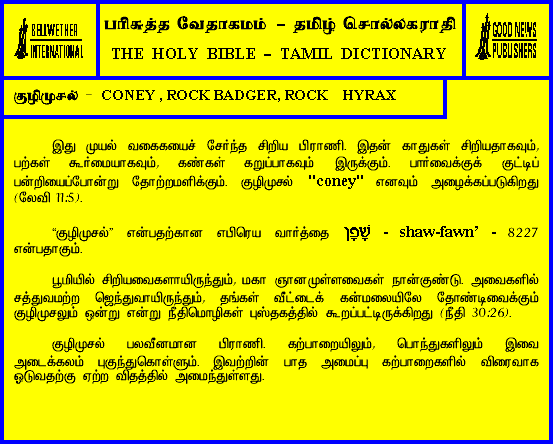 BELLWETHER
INTERNATIONAL
பரிசுத்த வேதாகமம் – தமிழ் சொல்லகராதி
THE HOLY BIBLE – TAMIL DICTIONARY
GOOD NEWS
PUBLISHERS
குழிமுசல் – CONEY , ROCK BADGER, ROCK HYRAX
இது முயல் வகைகயைச் சேர்ந்த சிறிய பிராணி. இதன் காதுகள் சிறியதாகவும்,
பற்கள் கூர்மையாகவும், கண்கள் கறுப்பாகவும் இருக்கும். பார்வைக்குக் குட்டிப்
பன்றியைப்போன்று தோற்றமளிக்கும். குழிமுசல் "coney" எனவும் அழைக்கப்படுகிறது
(லேவி 11:5).
“குழிமுசல்” என்பதற்கான எபிரெய வார்த்தை שָׁפָן - shaw-fawn’ - 8227
என்பதாகும்.
பூமியில் சிறியவைகளாயிருந்தும், மகா ஞானமுள்ளவைகள் நான்குண்டு. அவைகளில்
சத்துவமற்ற ஜெந்துவாயிருந்தும், தங்கள் வீட்டைக் கன்மலையிலே தோண்டிவைக்கும்
குழிமுசலும் ஒன்று என்று நீதிமொழிகள் புஸ்தகத்தில் கூறப்பட்டிருக்கிறது (நீதி 30:26).
குழிமுசல் பலவீனமான பிராணி. கற்பாறையிலும், பொந்துகளிலும் இவை
அடைக்கலம் புகுந்துகொள்ளும். இவற்றின் பாத அமைப்பு கற்பாறைகளில் விரைவாக
ஓடுவதற்கு ஏற்ற விதத்தில் அமைந்துள்ளது.